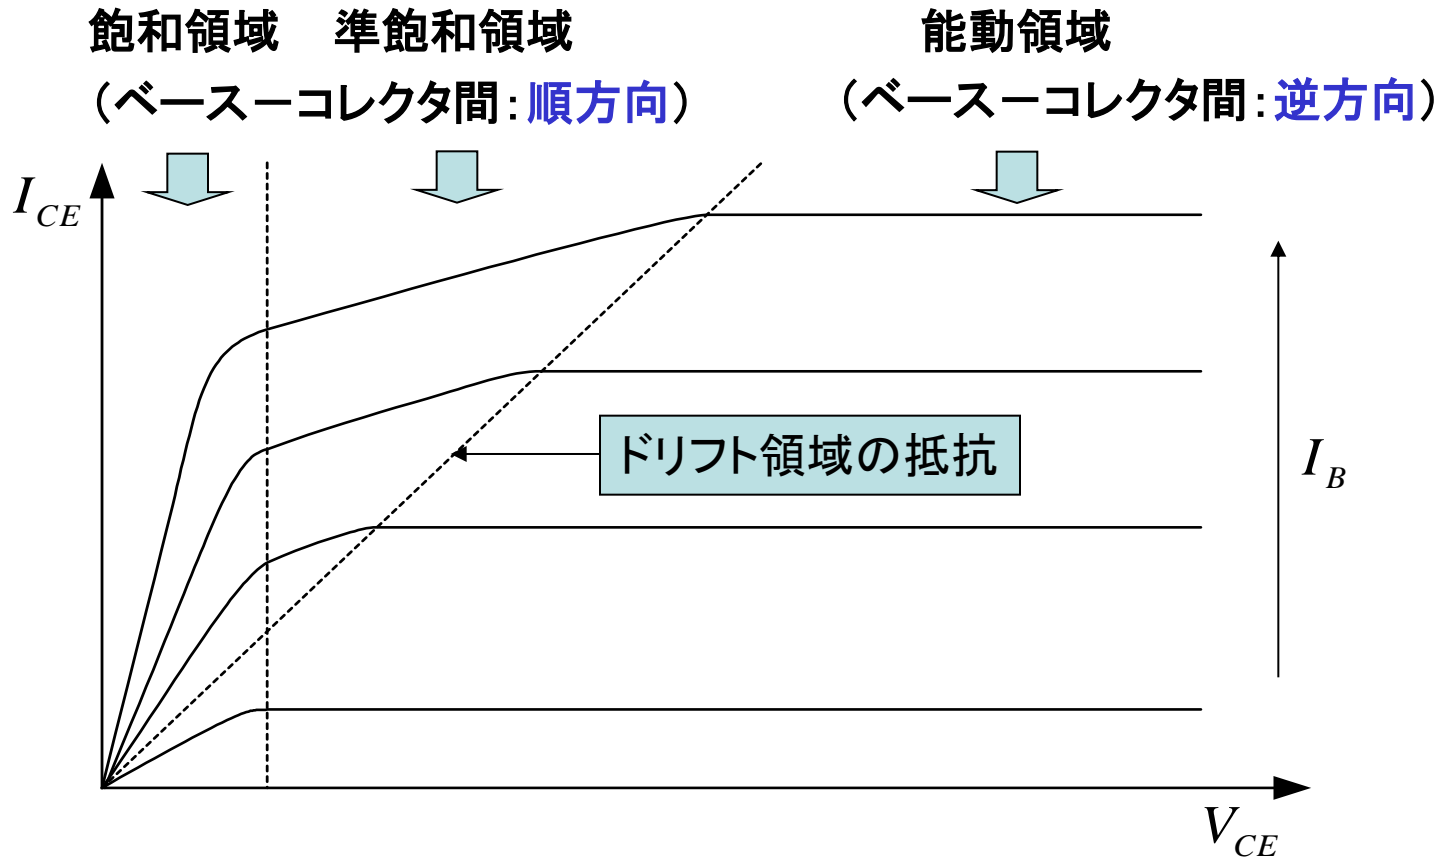 飽和領域 準飽和領域 能動領域
(ベース－コレクタ間：順方向) (ベース－コレクタ間：逆方向)
I_CE
ドリフト領域の抵抗
I_B
V_CE